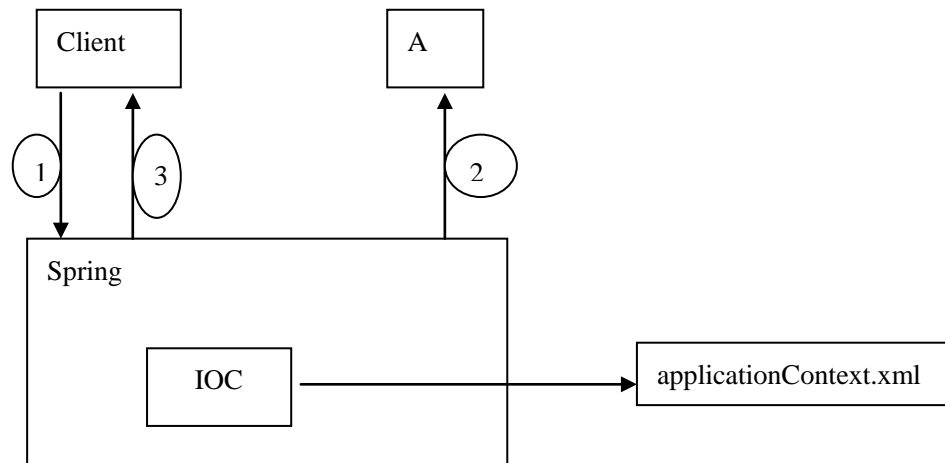 Client
A
1
3
2
Spring
IOC
applicationContext.xml